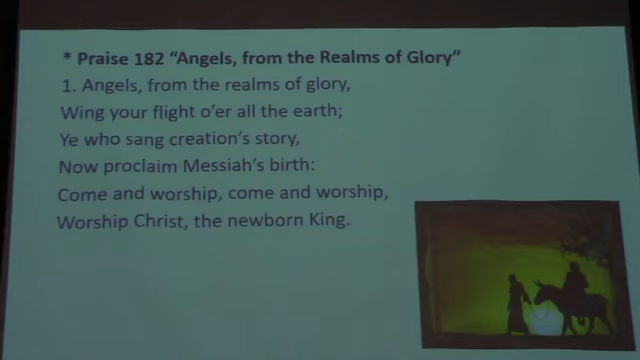 * Praise 182 “Angels, from the Realms of Glory”
1. Angels, from the realms of glory,
Wing your flight o’er all the earth;
Ye who sang creation’s story,
Now proclaim Messiah’s birth:
Come and worship, come and worship,
Worship Christ, the newborn King.